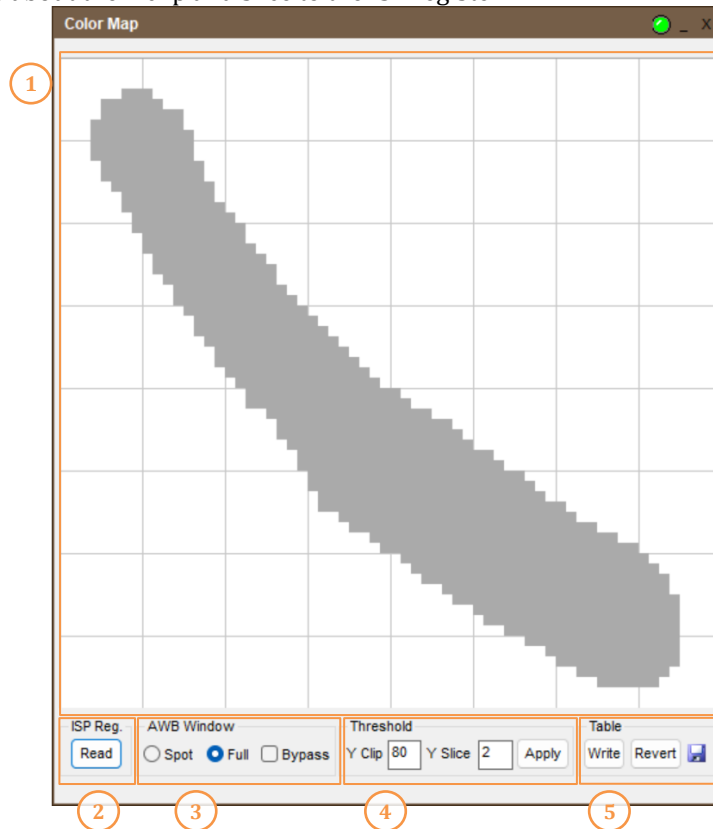 Color Map
_ X
1
ISP Reg.
AWB Window
Threshold
Table
Read
Spot
Full
Bypass
Y Clip 80
Y Slice 2
Apply
Write
Revert
2
3
4
5